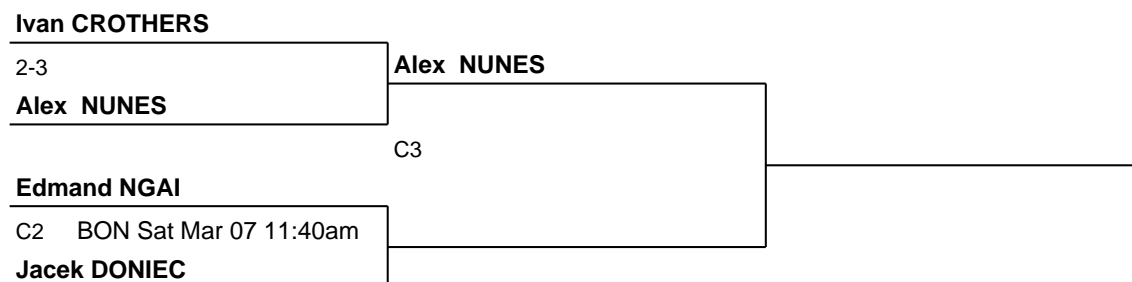 Ivan CROTHERS
2-3
Alex NUNES
Alex NUNES
C3
Edmand NGAI
C2 BON Sat Mar 07 11:40am
Jacek DONIEC